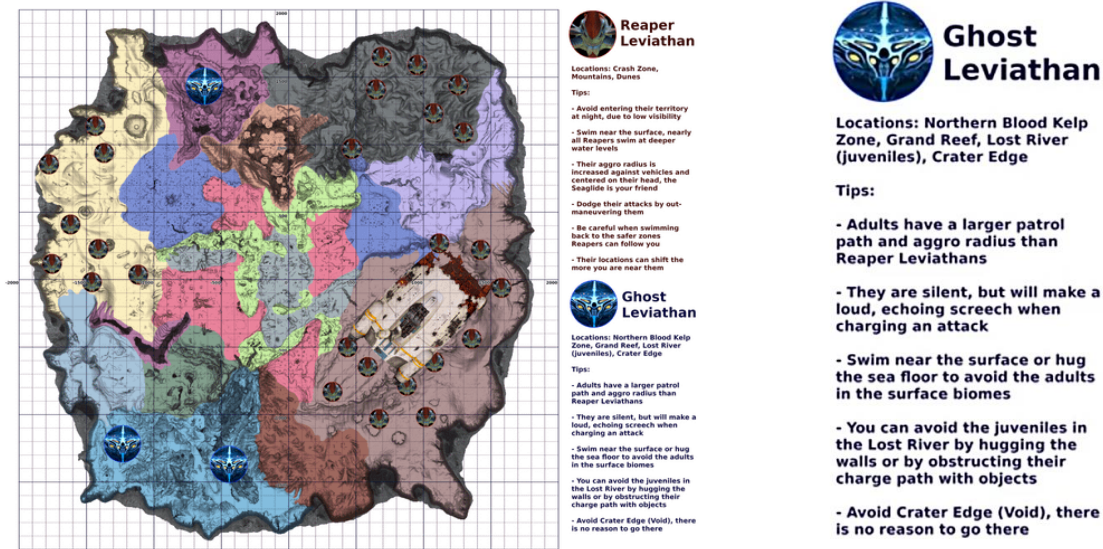 2000
-2000
2000
500
Reaper
Leviathan
Locations: Crash Zone,
Mountains, Dunes
Tips:
- Avoid entering their territory
at night, due to low visibility
- Swim near the surface, nearly
all Reapers swim at deeper
water levels
- Their aggro radius is
increased against vehicles and
centered on their head, the
Seaglide is your friend
- Dodge their attacks by out-
maneuvering them
- Be careful when swimming
back to the safer zones
Reapers can follow you
- Their locations can shift the
more you are near them
Ghost
Leviathan
Locations: Northern Blood Kelp
Zone, Grand Reef, Lost River
(juveniles), Crater Edge
Tips:
- Adults have a larger patrol
path and aggro radius than
Reaper Leviathans
- They are silent, but will make a
loud, echoing screech when
charging an attack
- Swim near the surface or hug
the sea floor to avoid the adults
in the surface biomes
- You can avoid the juveniles in
the Lost River by hugging the
walls or by obstructing their
charge path with objects
- Avoid Crater Edge (Void), there
is no reason to go there
Ghost
Leviathan
Locations: Northern Blood Kelp
Zone, Grand Reef, Lost River
(juveniles), Crater Edge
Tips:
- Adults have a larger patrol
path and aggro radius than
Reaper Leviathans
- They are silent, but will make a
loud, echoing screech when
charging an attack
- Swim near the surface or hug
the sea floor to avoid the adults
in the surface biomes
- You can avoid the juveniles in
the Lost River by hugging the
walls or by obstructing their
charge path with objects
- Avoid Crater Edge (Void), there
is no reason to go there